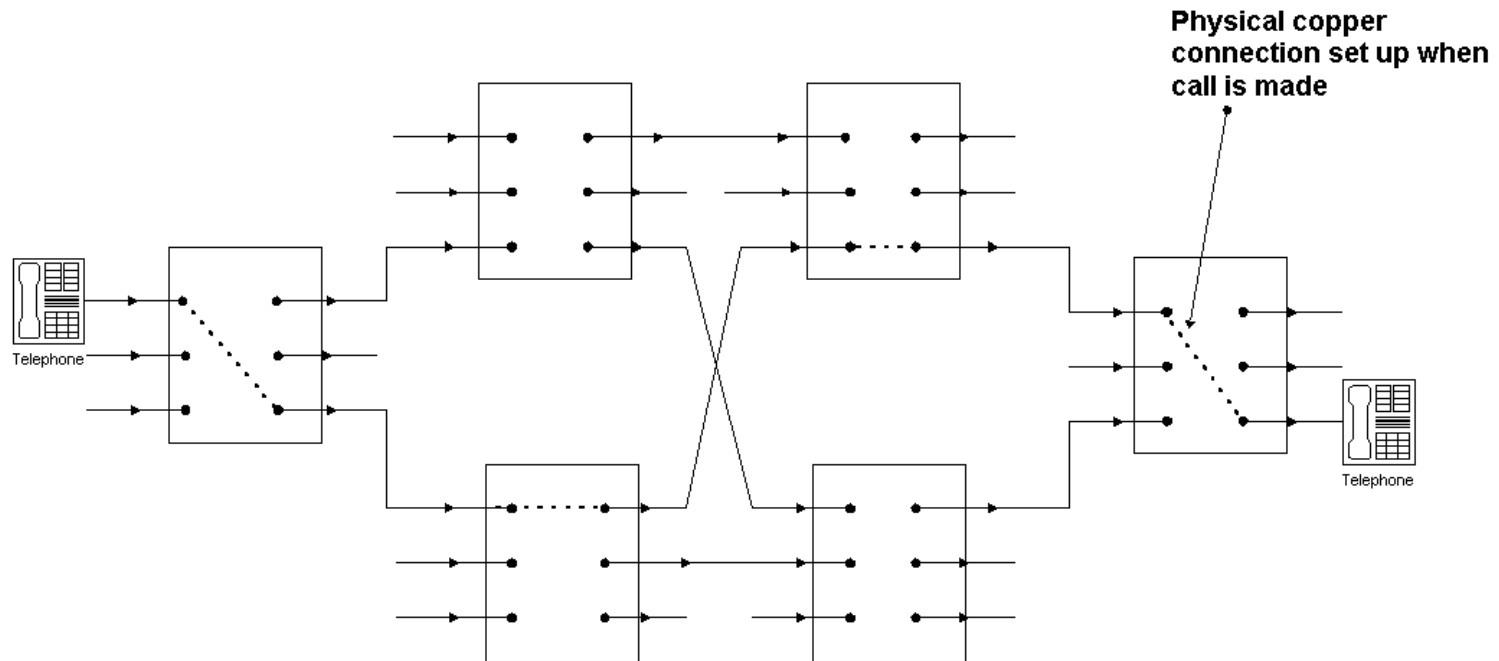 Physical copper
connection set up when
call is made
Telephone
Telephone